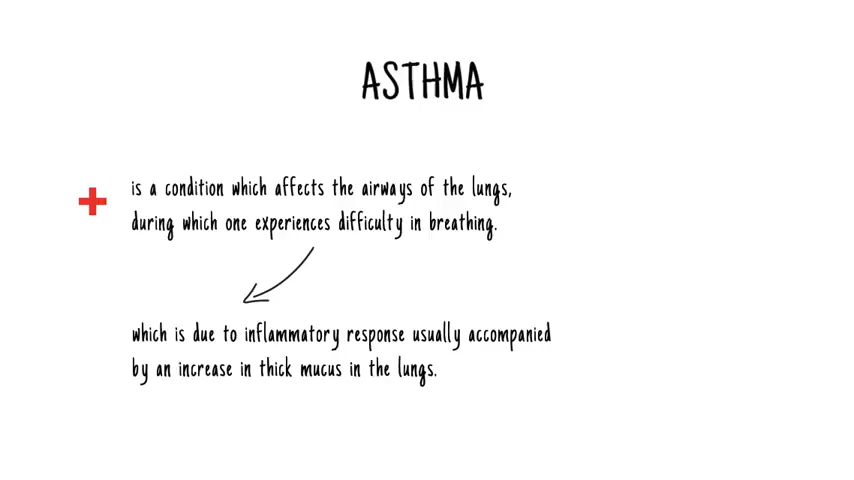 ASTHMA
is a condition which affects the airways of the lungs,
during which one experiences difficulty in breathing.
which is due to inflammatory response usually accompanied
by an increase in thick mucus in the lungs.